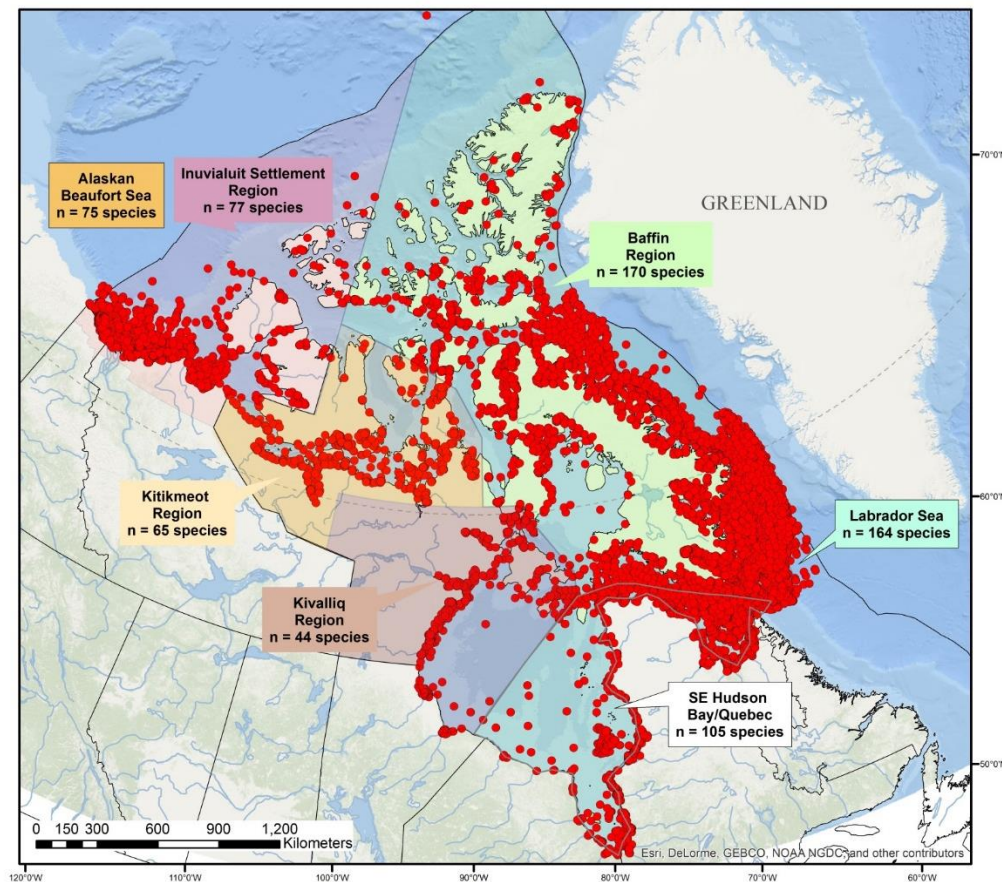 Alaskan
Beaufort Sea
n = 75 species
Inuvialuit Settlement
Region
n = 77 species
70°0'N
GREENLAND
Baffin
Region
n = 170 species
Kitikmeot
Region
n = 65 species
60°0'N
Labrador Sea
n = 164 species
Kivalliq
Region
n = 44 species
SE Hudson
Bay/Quebec
n = 105 species
50°0'N
0 150 300 600 900 1,200
Kilometers
Esri, DeLorme, GEBCO, NOAA NGDC, and other contributors
120°0'W 110°0'W 100°0'W 90°0'W 80°0'W 70°0'W 60°0'W